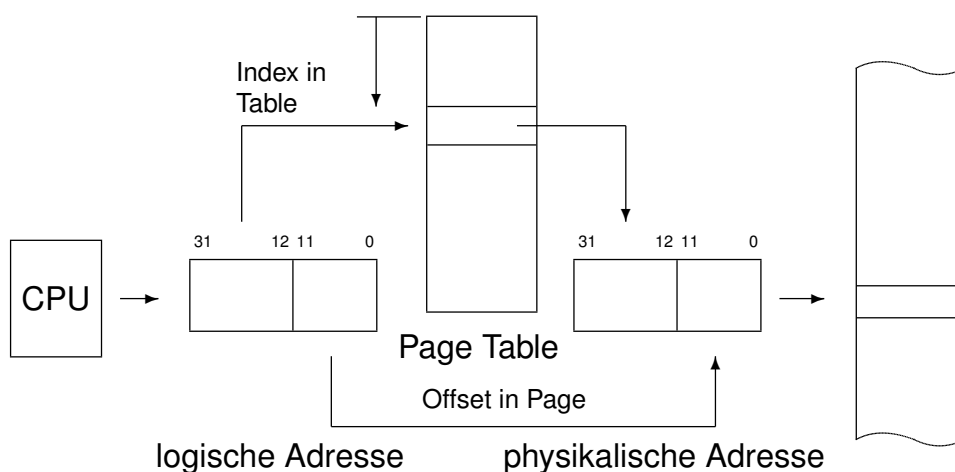 Index in
Table
31 12 11 0
31 12 11 0
CPU
Page Table
Offset in Page
logische Adresse
physikalische Adresse